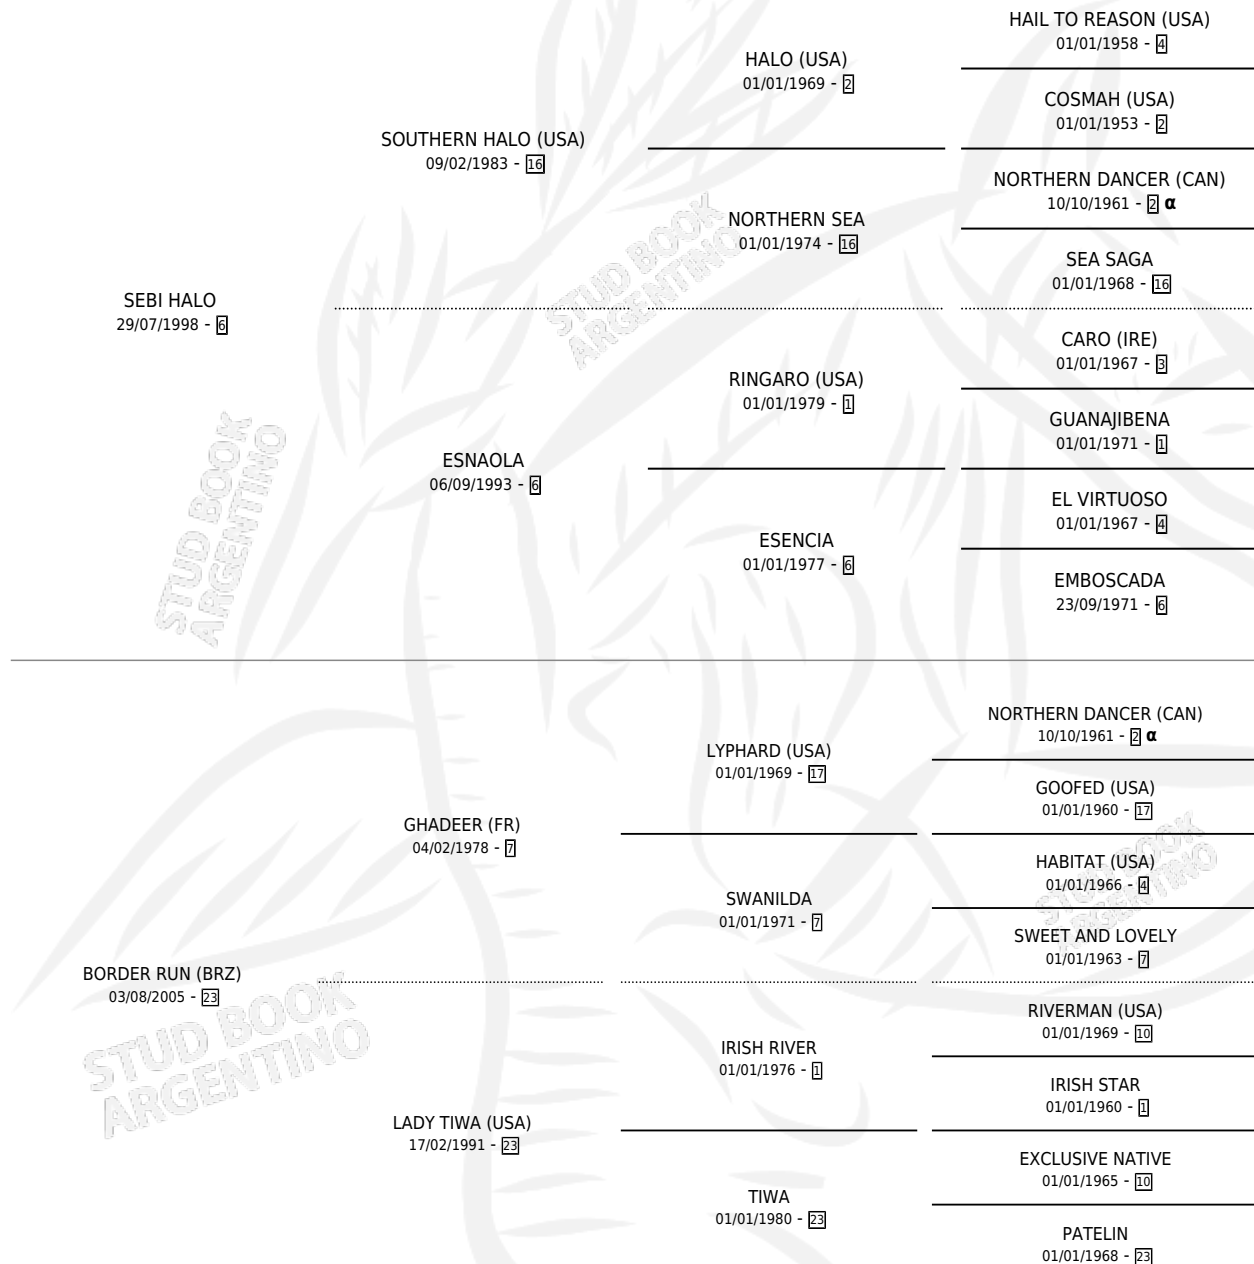 HAIL TO REASON (USA)
01/01/1958 - 4
HALO (USA)
01/01/1969 - 2
COSMAH (USA)
01/01/1953 - 2
SOUTHERN HALO (USA)
09/02/1983 - 16
NORTHERN DANCER (CAN)
10/10/1961 - 2 α
NORTHERN SEA
01/01/1974 - 16
SEA SAGA
01/01/1968 - 16
SEBI HALO
29/07/1998 - 6
STUD BOOK
ARGENTINO
CARO (IRE)
01/01/1967 - 3
RINGARO (USA)
01/01/1979 - 1
GUANAJIBENA
01/01/1971 - 1
ESNAOLA
06/09/1993 - 6
EL VIRTUOSO
01/01/1967 - 4
ESENCIA
01/01/1977 - 6
EMBOSCADA
23/09/1971 - 6
STUD BOOK
ARGENTINO
NORTHERN DANCER (CAN)
10/10/1961 - 2 α
LYPHARD (USA)
01/01/1969 - 17
GOOFED (USA)
01/01/1960 - 17
GHADEER (FR)
04/02/1978 - 7
HABITAT (USA)
01/01/1966 - 4
SWANILDA
01/01/1971 - 7
SWEET AND LOVELY
01/01/1963 - 7
STUD BOOK
ARGENTINO
BORDER RUN (BRZ)
03/08/2005 - 23
STUD BOOK
ARGENTINO
RIVERMAN (USA)
01/01/1969 - 10
IRISH RIVER
01/01/1976 - 1
IRISH STAR
01/01/1960 - 1
LADY TIWA (USA)
17/02/1991 - 23
EXCLUSIVE NATIVE
01/01/1965 - 10
TIWA
01/01/1980 - 23
PATELIN
01/01/1968 - 23